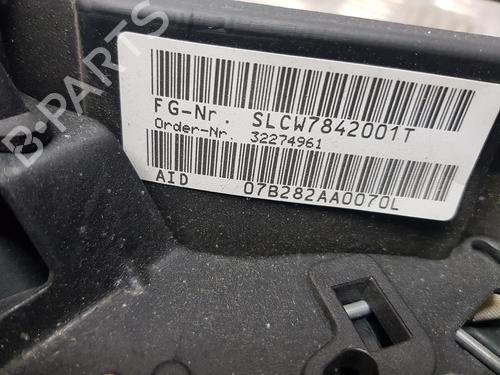 FG-Nr. SLCW7842001T
Order-Nr. 32274961
AID 07B282AA0070L
B-PARTS